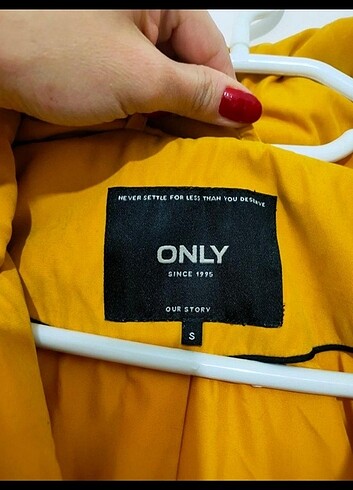 NEVER SETTLE FOR LESS THAN YOU DESERVE
ONLY
SINCE 1995
OUR STORY
S